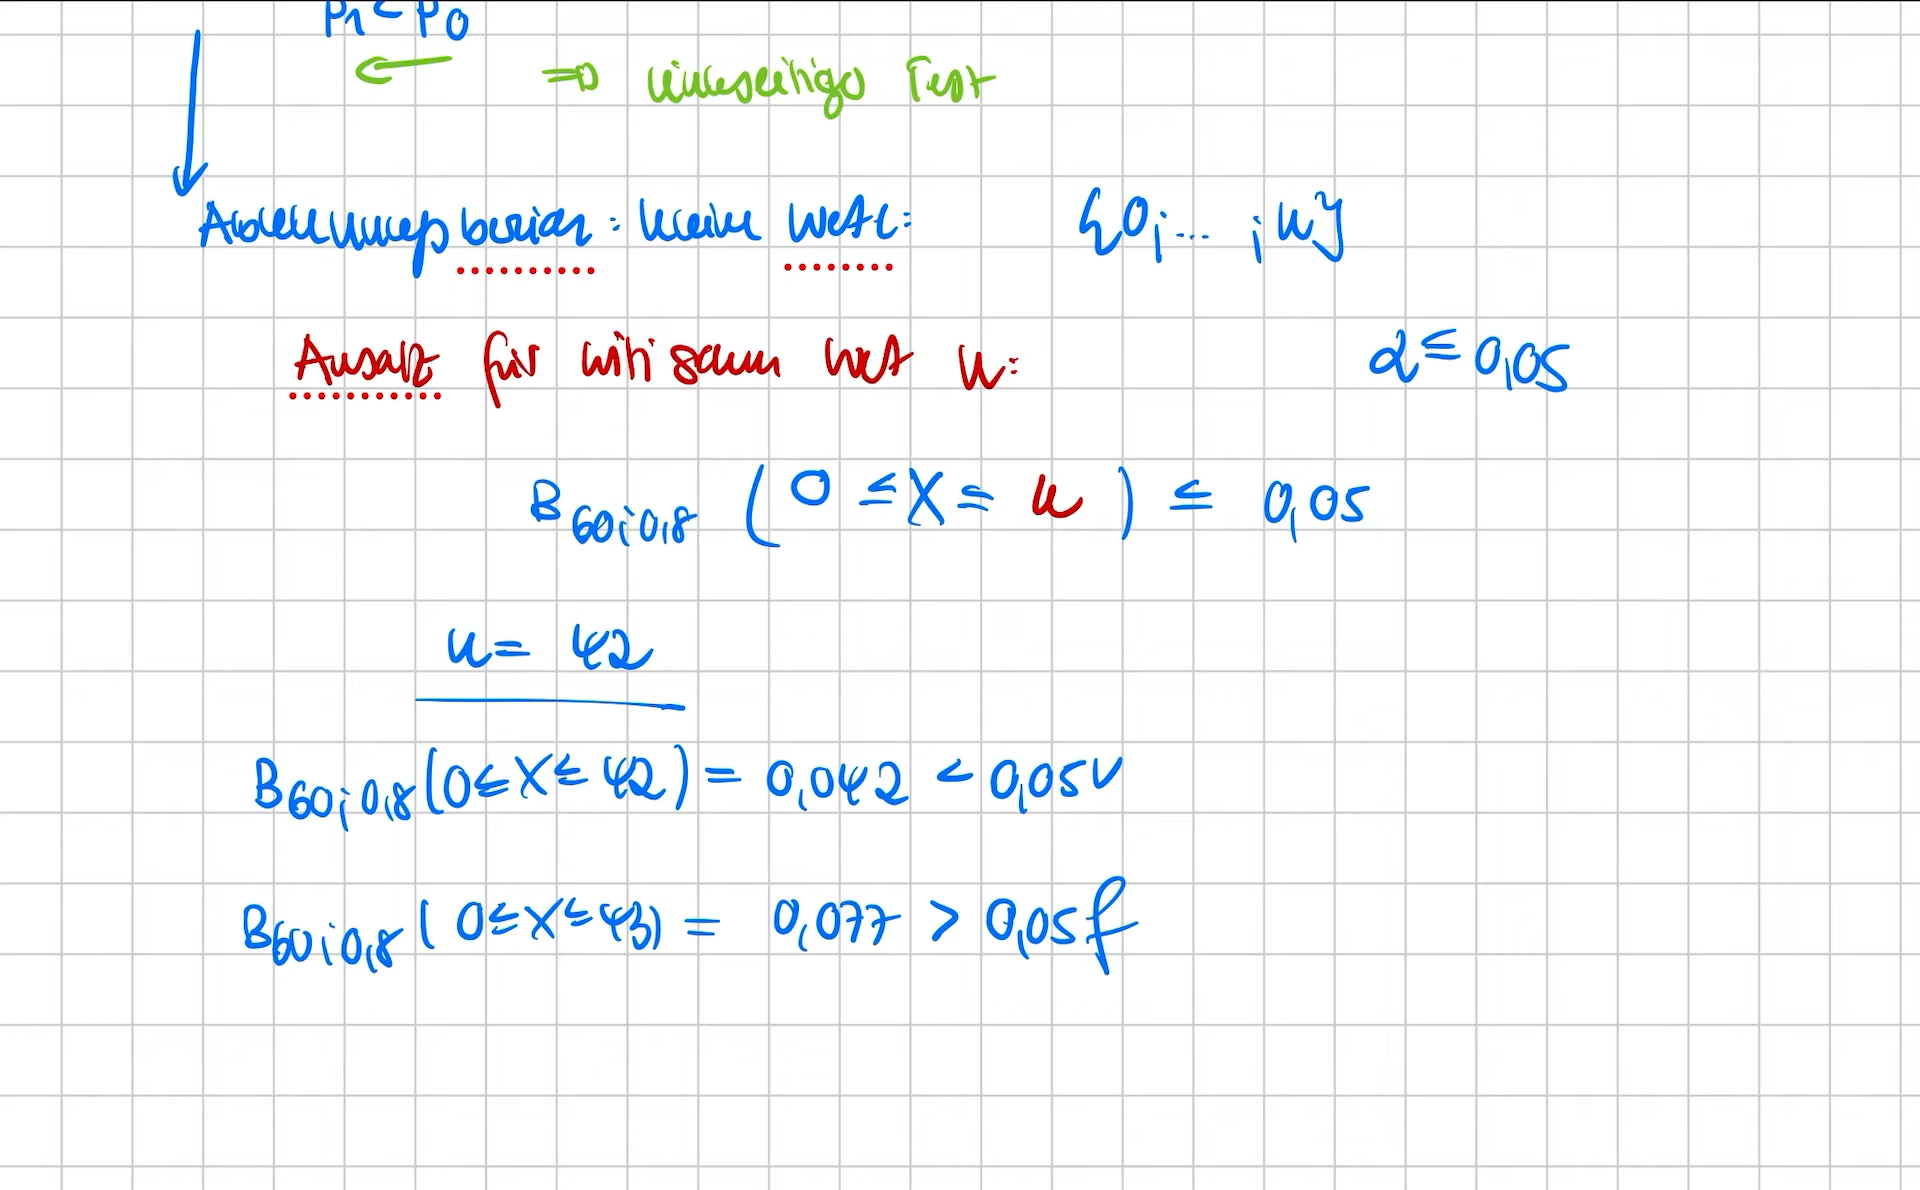 p₁ < p₀
⇒ linksseitiger Test
Ablehnungsbereich: kleine Werte: {0; ... ; k}
Ansatz für kritischen Wert k: α ≤ 0,05
B₆₀;₀,₈ (0 ≤ X ≤ k) ≤ 0,05
k = 42
B₆₀;₀,₈ (0 ≤ X ≤ 42) = 0,042 < 0,05 ✓
B₆₀;₀,₈ (0 ≤ X ≤ 43) = 0,077 > 0,05 f